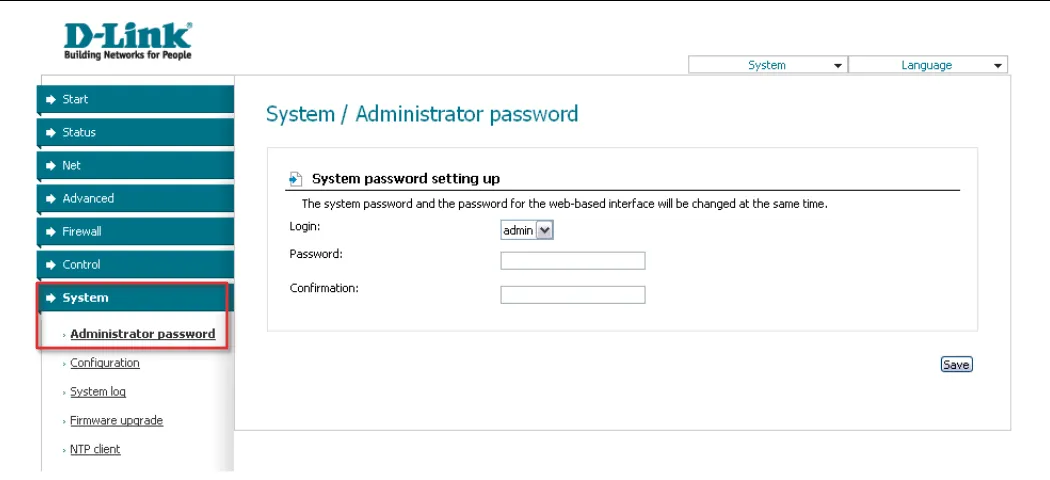 D-Link
Building Networks for People
System Language
Start
Status
Net
Advanced
Firewall
Control
System
Administrator password
Configuration
System log
Firmware upgrade
NTP client
System / Administrator password
System password setting up
The system password and the password for the web-based interface will be changed at the same time.
Login: admin
Password:
Confirmation:
Save